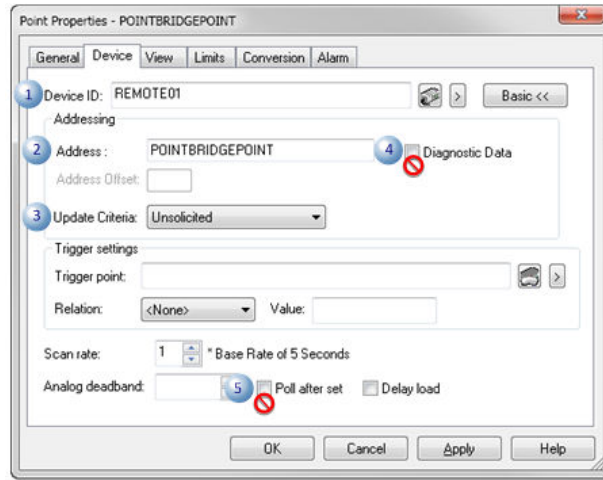 Point Properties - POINTBRIDGEPOINT
General Device View Limits Conversion Alarm
1 Device ID: REMOTE01 > Basic <<
Addressing
2 Address : POINTBRIDGEPOINT 4 Diagnostic Data
Address Offset:
3 Update Criteria: Unsolicited
Trigger settings
Trigger point: >
Relation: <None> Value:
Scan rate: 1 * Base Rate of 5 Seconds
Analog deadband: 5 Poll after set Delay load
OK Cancel Apply Help